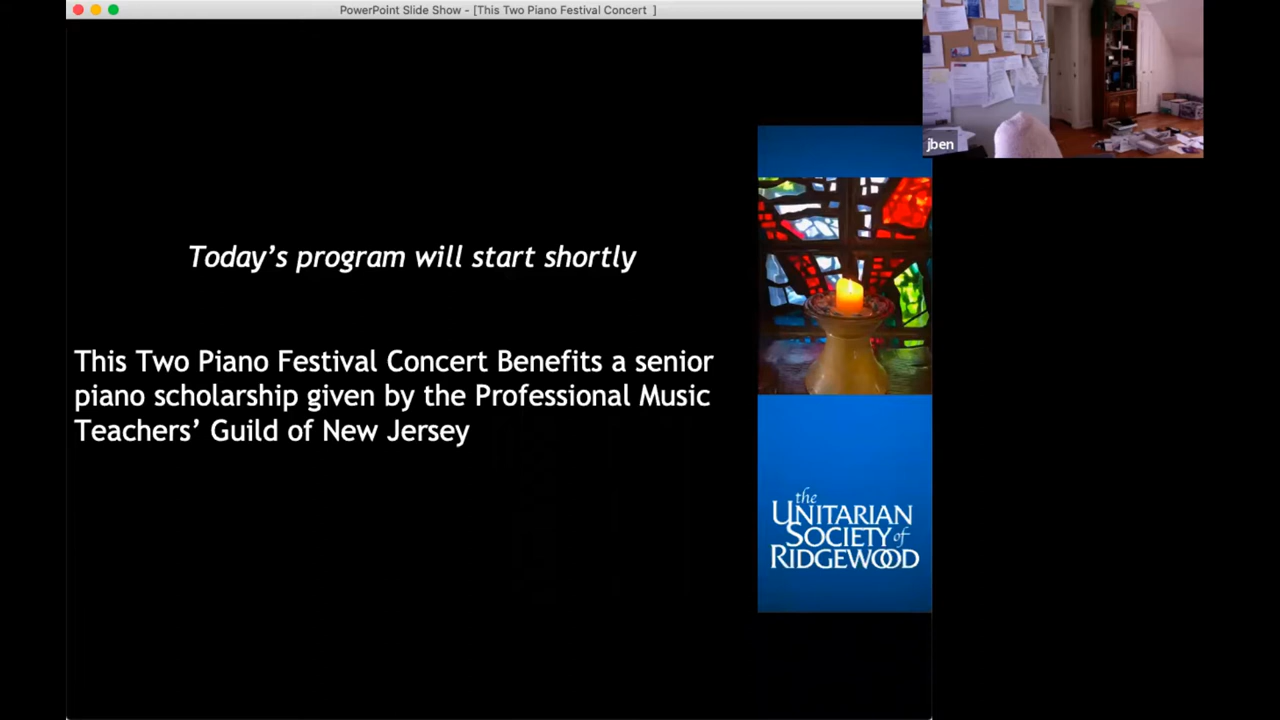 PowerPoint Slide Show - [This Two Piano Festival Concert ]
jben
Today’s program will start shortly
This Two Piano Festival Concert Benefits a senior
piano scholarship given by the Professional Music
Teachers’ Guild of New Jersey
the
UNITARIAN
SOCIETY of
RIDGEWOOD